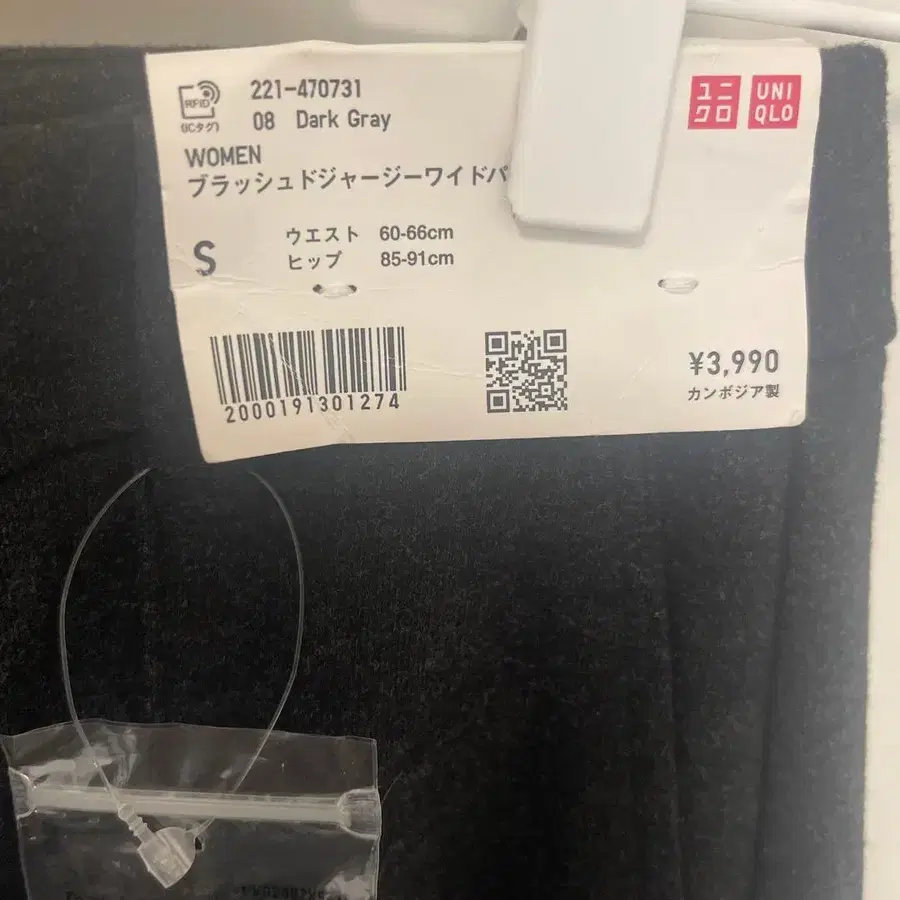 RFID
(ICタグ)
221-470731
08 Dark Gray
ユニ
クロ
UNI
QLO
WOMEN
ブラッシュドジャージーワイドパ
S
ウエスト 60-66cm
ヒップ 85-91cm
2000191301274
¥3,990
カンボジア製